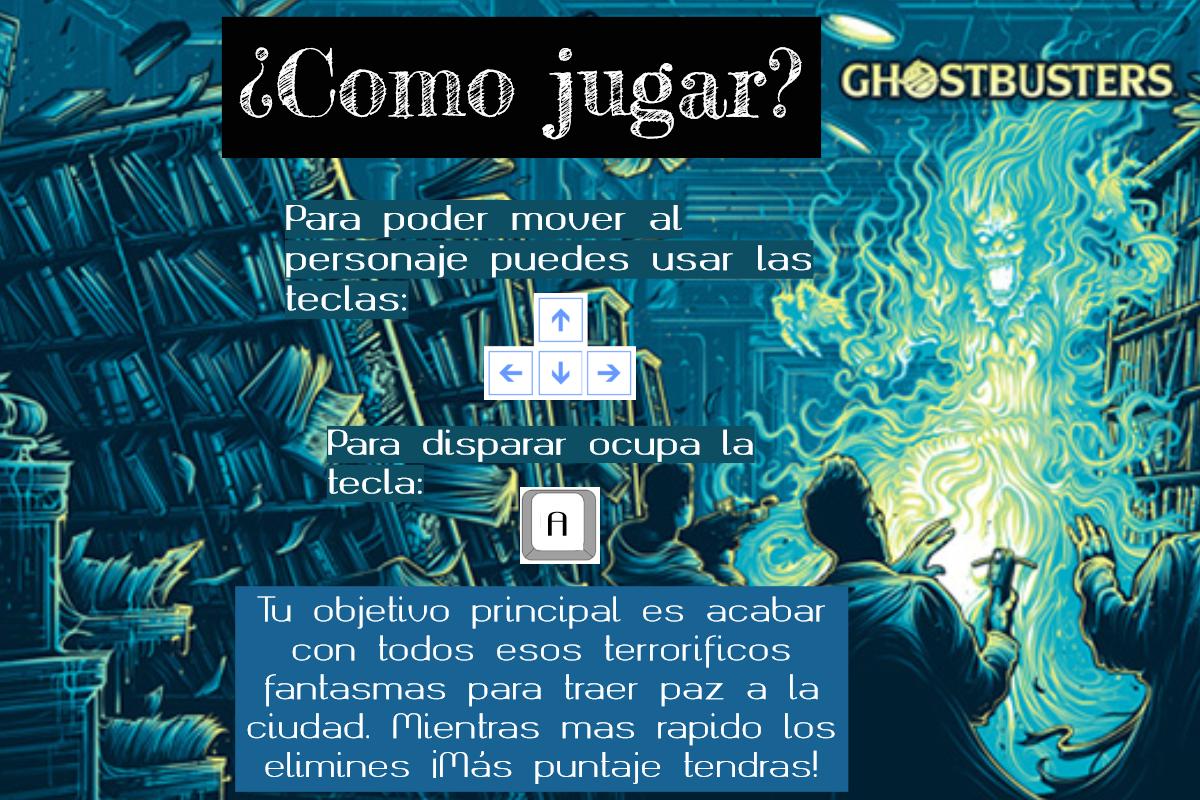 ¿Como jugar?
GHOSTBUSTERS
Para poder mover al
personaje puedes usar las
teclas:
↑
← ↓ →
Para disparar ocupa la
tecla:
A
Tu objetivo principal es acabar
con todos esos terrorificos
fantasmas para traer paz a la
ciudad. Mientras mas rapido los
elimines ¡Más puntaje tendras!